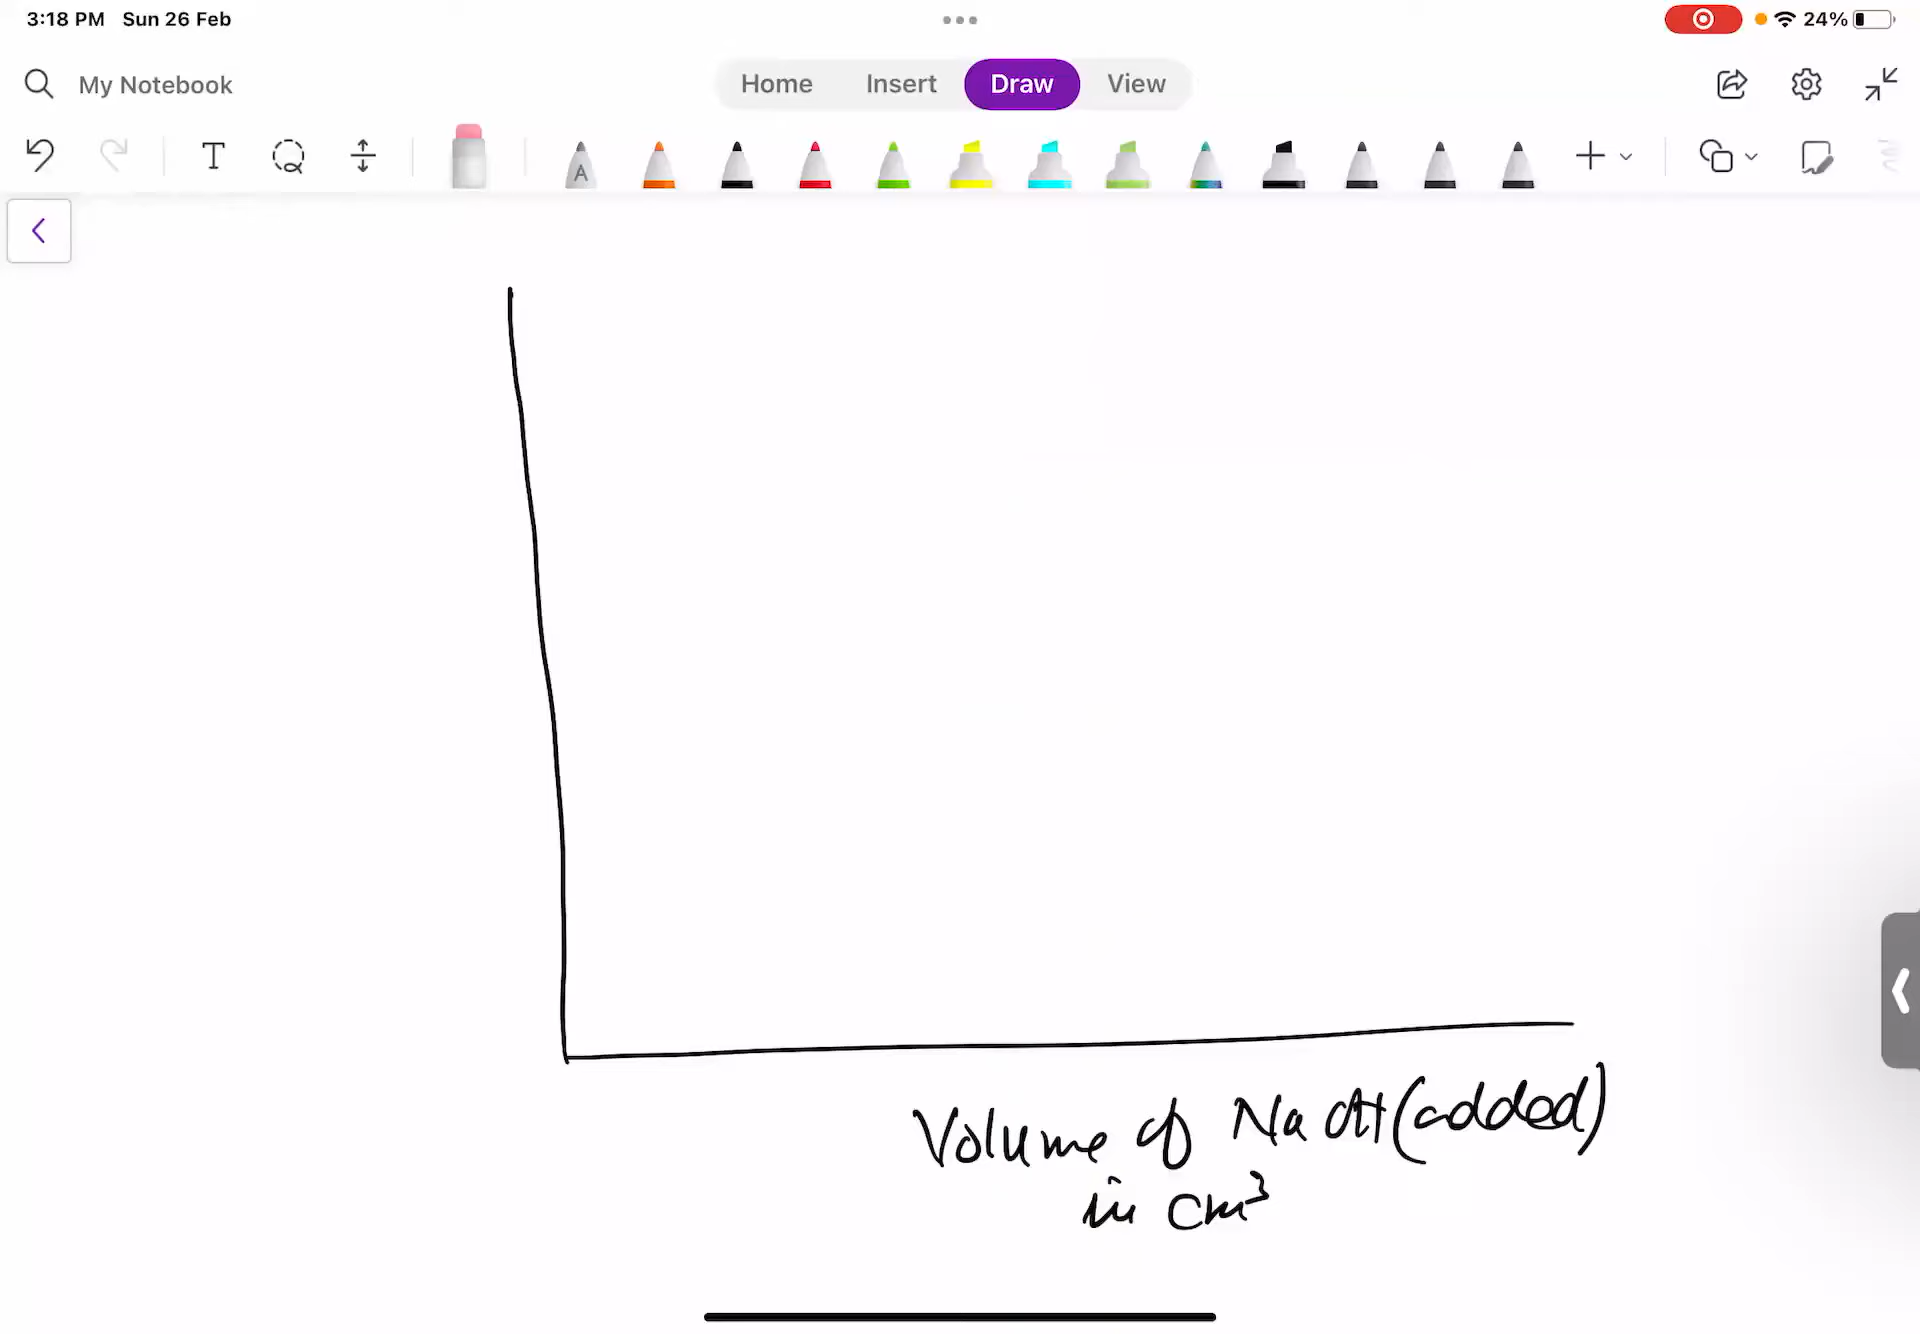 3:18 PM Sun 26 Feb
24%
My Notebook
Home Insert Draw View
T
A
Volume of NaOH (added)
in cm³